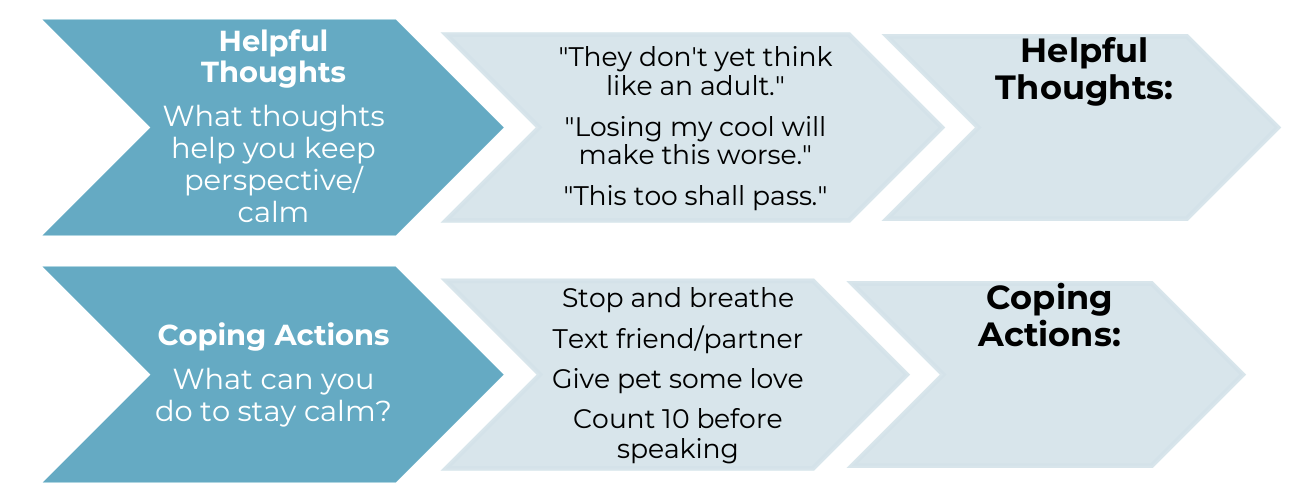 Helpful
Thoughts
What thoughts
help you keep
perspective/
calm
"They don't yet think
like an adult."
"Losing my cool will
make this worse."
"This too shall pass."
Helpful
Thoughts:
Coping Actions
What can you
do to stay calm?
Stop and breathe
Text friend/partner
Give pet some love
Count 10 before
speaking
Coping
Actions: